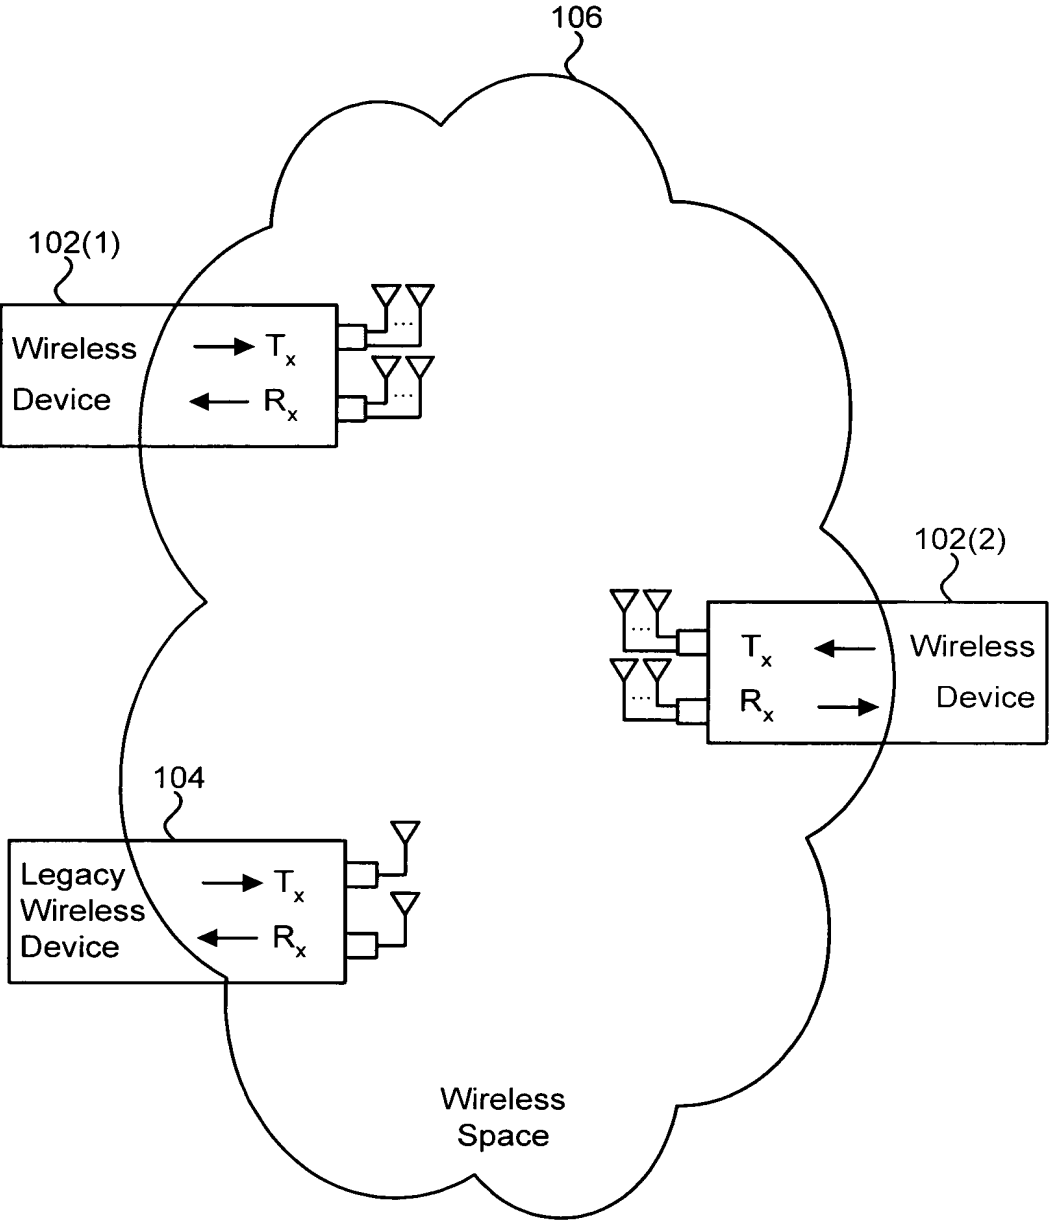 106
102(1)
Wireless
Device
Tx
Rx
...
...
102(2)
...
...
Tx
Rx
Wireless
Device
104
Legacy
Wireless
Device
Tx
Rx
Wireless
Space